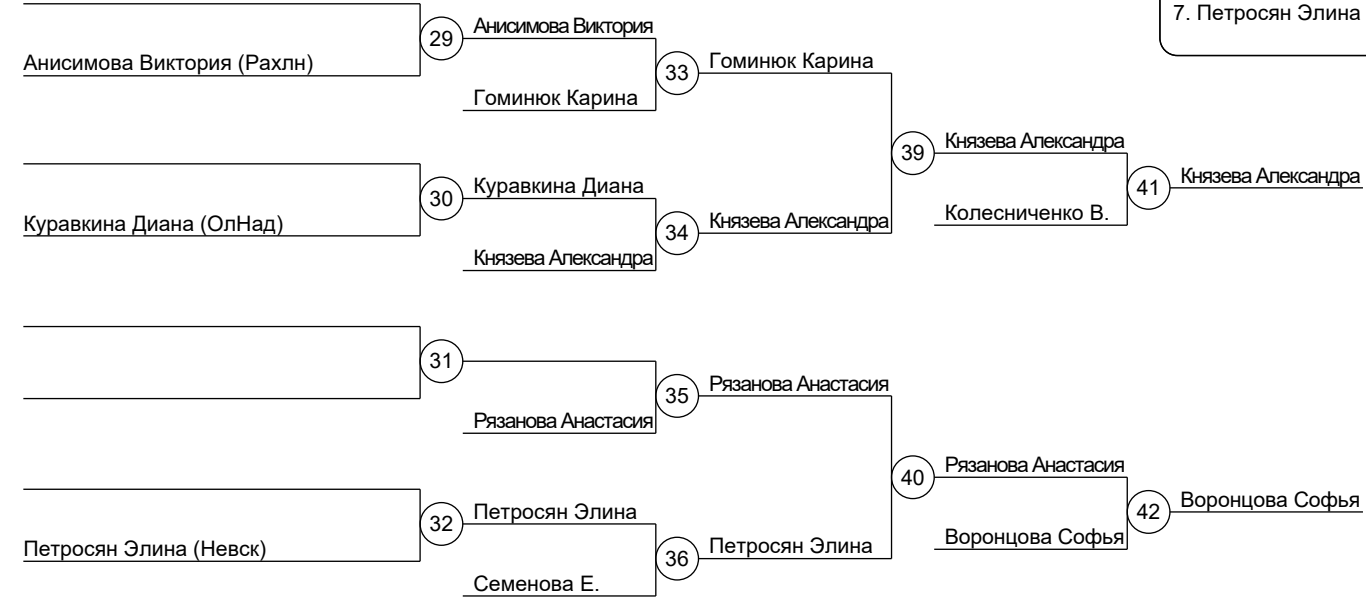 7. Петросян Элина
29
Анисимова Виктория
Анисимова Виктория (Рахлн)
33
Гоминюк Карина
Гоминюк Карина
39
Князева Александра
30
Куравкина Диана
41
Князева Александра
Куравкина Диана (ОлНад)
34
Князева Александра
Колесниченко В.
Князева Александра
31
35
Рязанова Анастасия
Рязанова Анастасия
40
Рязанова Анастасия
32
Петросян Элина
42
Воронцова Софья
Петросян Элина (Невск)
36
Петросян Элина
Воронцова Софья
Семенова Е.